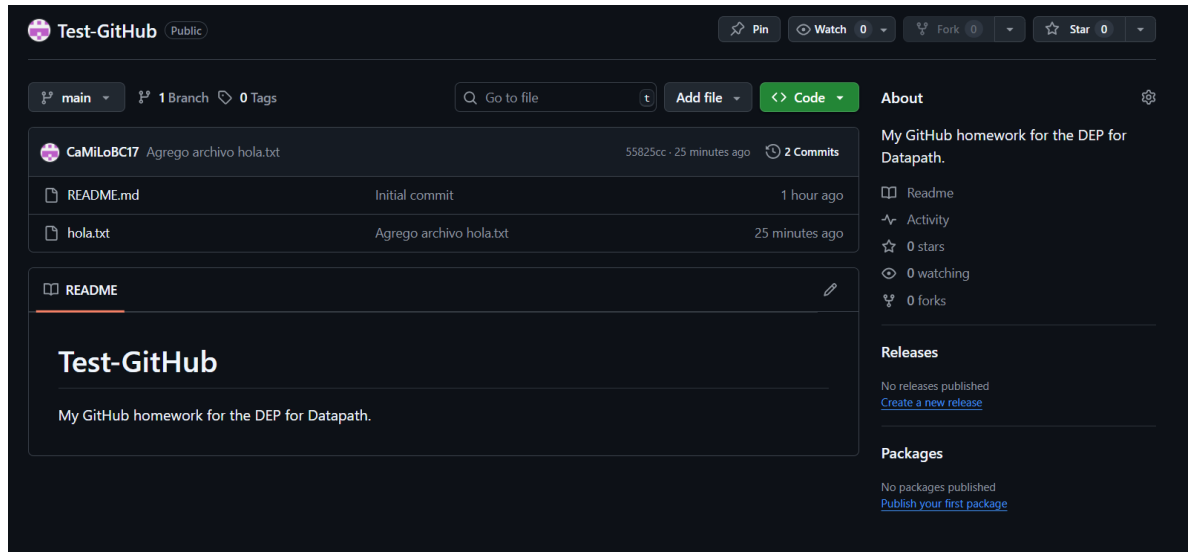 Test-GitHub Public
Pin
Watch 0
Fork 0
Star 0
main
1 Branch
0 Tags
Go to file t
Add file
Code
CaMiLoBC17 Agrego archivo hola.txt 55825cc · 25 minutes ago 2 Commits
README.md Initial commit 1 hour ago
hola.txt Agrego archivo hola.txt 25 minutes ago
README
Test-GitHub
My GitHub homework for the DEP for Datapath.
About
My GitHub homework for the DEP for
Datapath.
Readme
Activity
0 stars
0 watching
0 forks
Releases
No releases published
Create a new release
Packages
No packages published
Publish your first package